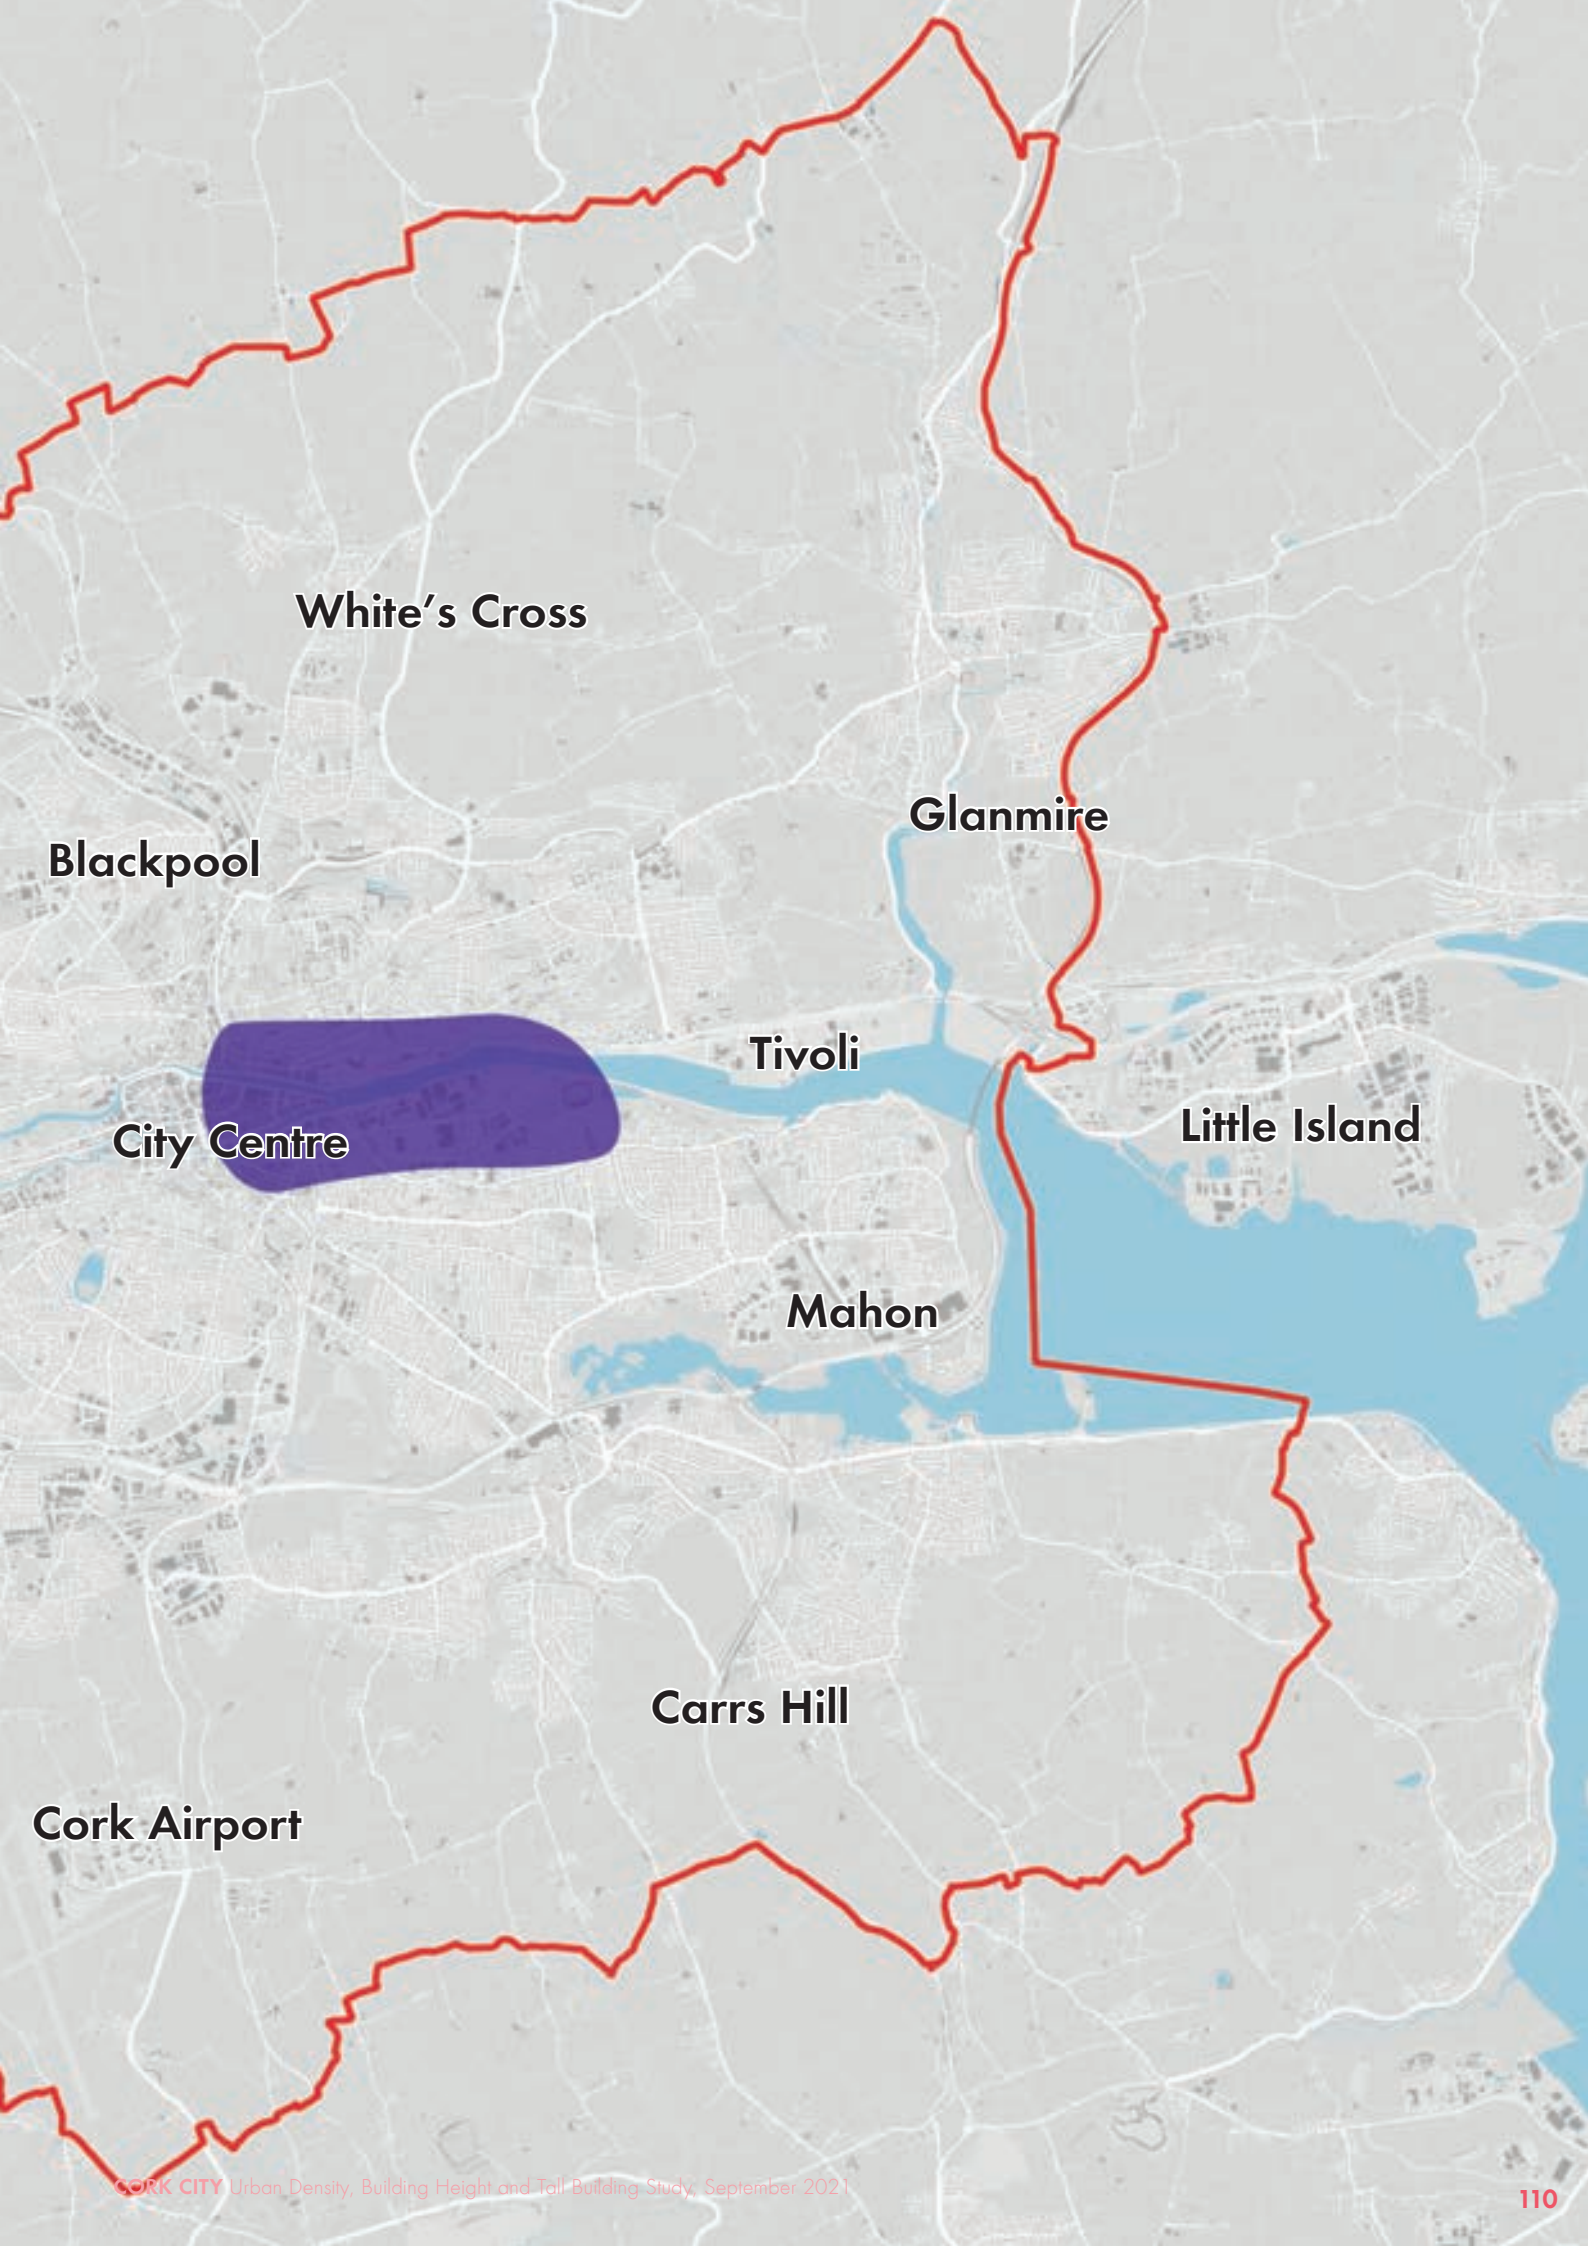 White's Cross
Glanmire
Blackpool
Tivoli
City Centre
Little Island
Mahon
Carrs Hill
Cork Airport
CORK CITY Urban Density, Building Height and Tall Building Study, September 2021
110